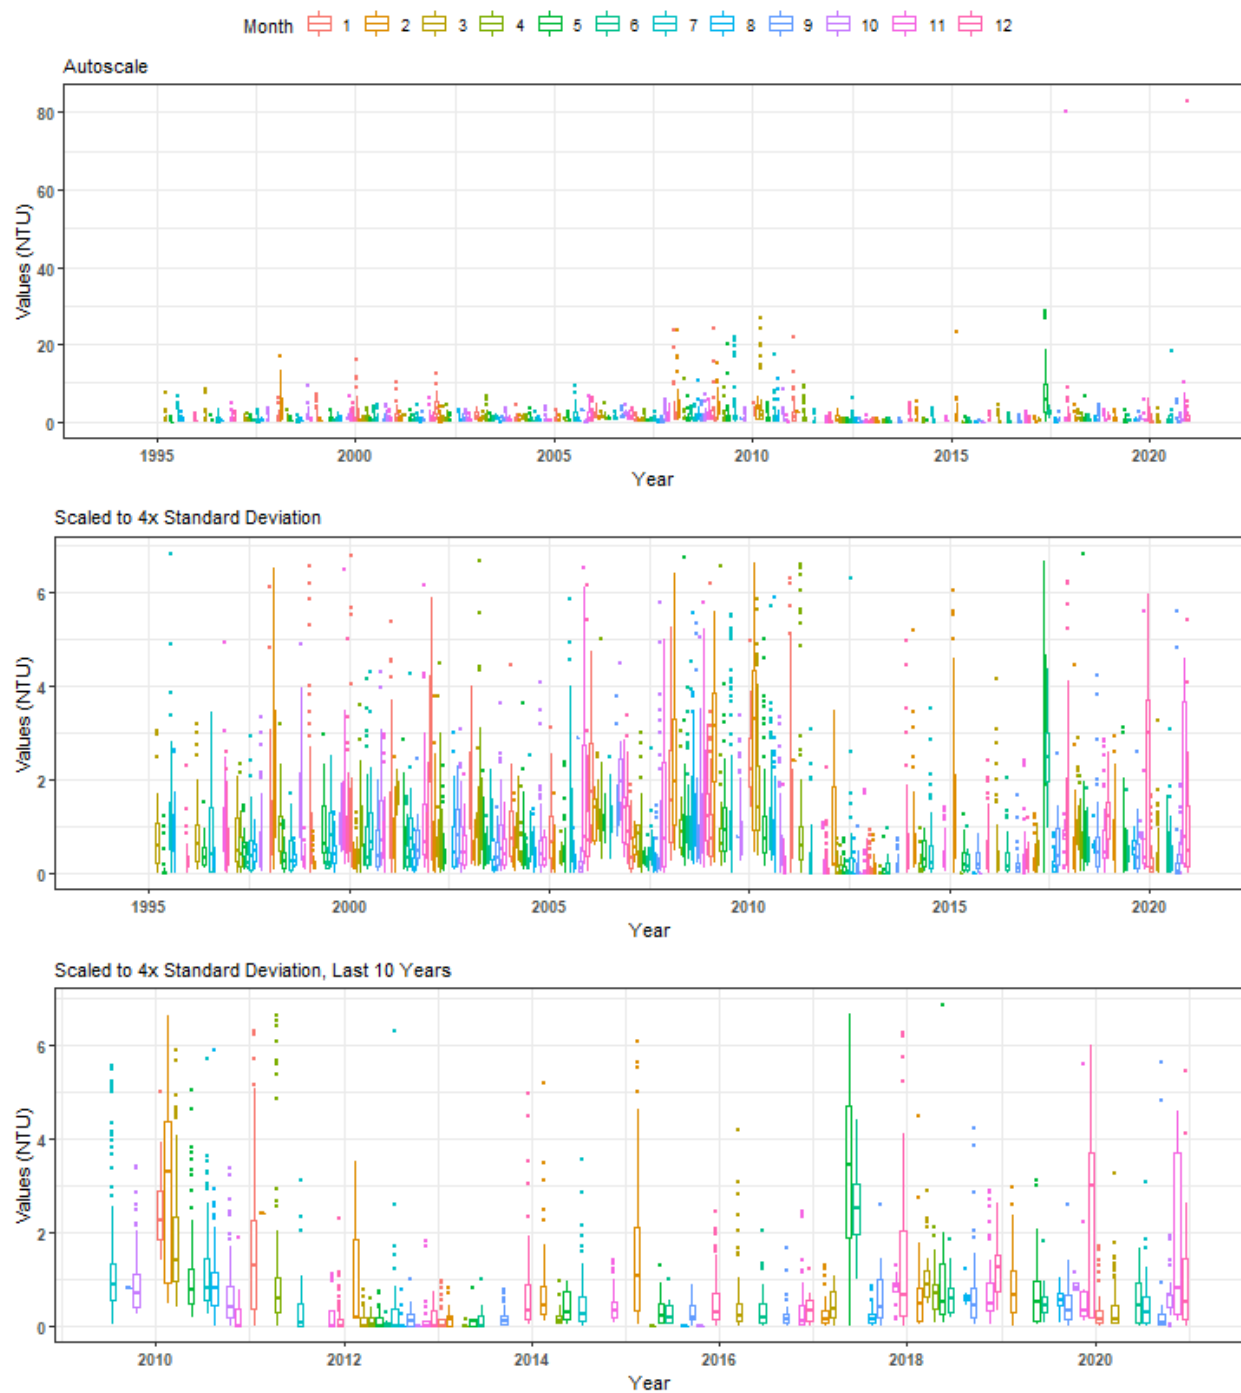 Month 1 2 3 4 5 6 7 8 9 10 11 12
Autoscale
80
60
40
20
0
Values (NTU)
1995 2000 2005 2010 2015 2020
Year
Scaled to 4x Standard Deviation
6
4
2
0
Values (NTU)
1995 2000 2005 2010 2015 2020
Year
Scaled to 4x Standard Deviation, Last 10 Years
6
4
2
0
Values (NTU)
2010 2012 2014 2016 2018 2020
Year